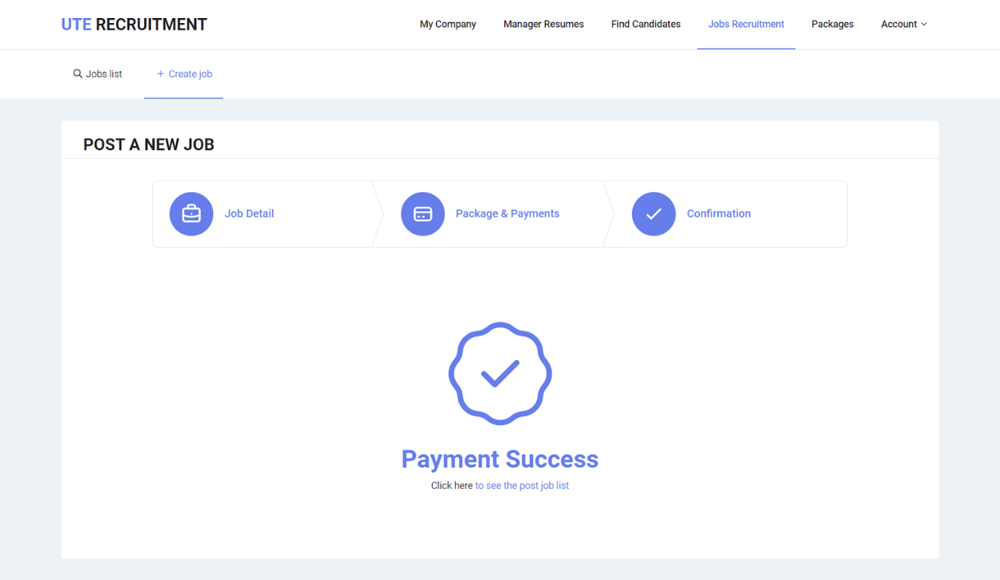 UTE RECRUITMENT
My Company Manager Resumes Find Candidates Jobs Recruitment Packages Account
Jobs list + Create job
POST A NEW JOB
Job Detail Package & Payments Confirmation
Payment Success
Click here to see the post job list